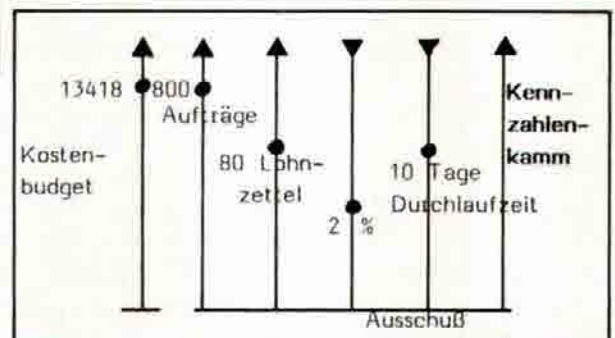 13418
800
Aufträge
Kosten-
budget
80 Lohn-
zettel
2 %
10 Tage
Durchlaufzeit
Kenn-
zahlen-
kamm
Ausschuß